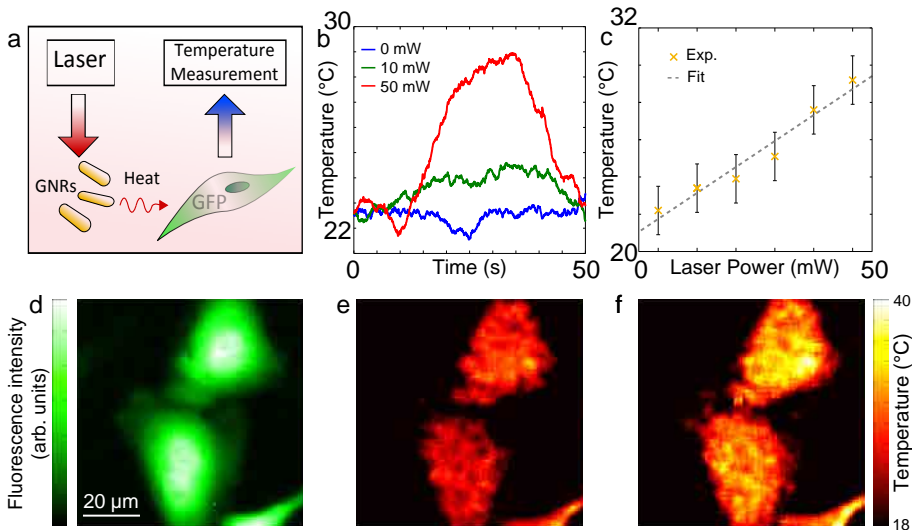 a
Laser
Temperature
Measurement
GNRs
Heat
GFP
b
Temperature (°C)
30
22
0 mW
10 mW
50 mW
0
Time (s)
50
c
Temperature (°C)
32
20
Exp.
Fit
0
Laser Power (mW)
50
d
Fluorescence intensity
(arb. units)
20 µm
e
f
40
Temperature (°C)
18